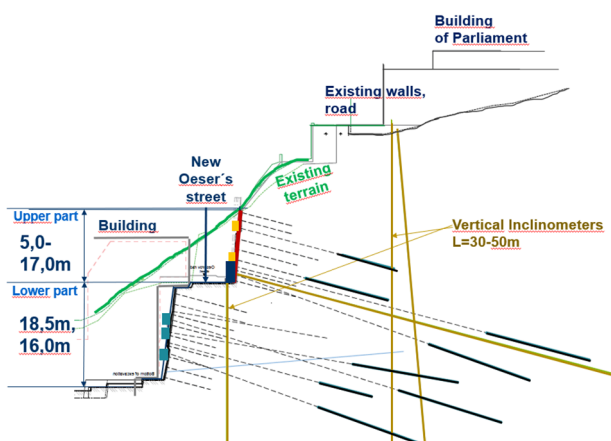 Building
of Parliament
Existing walls,
road
New
Oeser´s
street
Existing
terrain
Upper part
Building
5,0-
17,0m
Vertical Inclinometers
L=30-50m
Lower part
18,5m,
16,0m